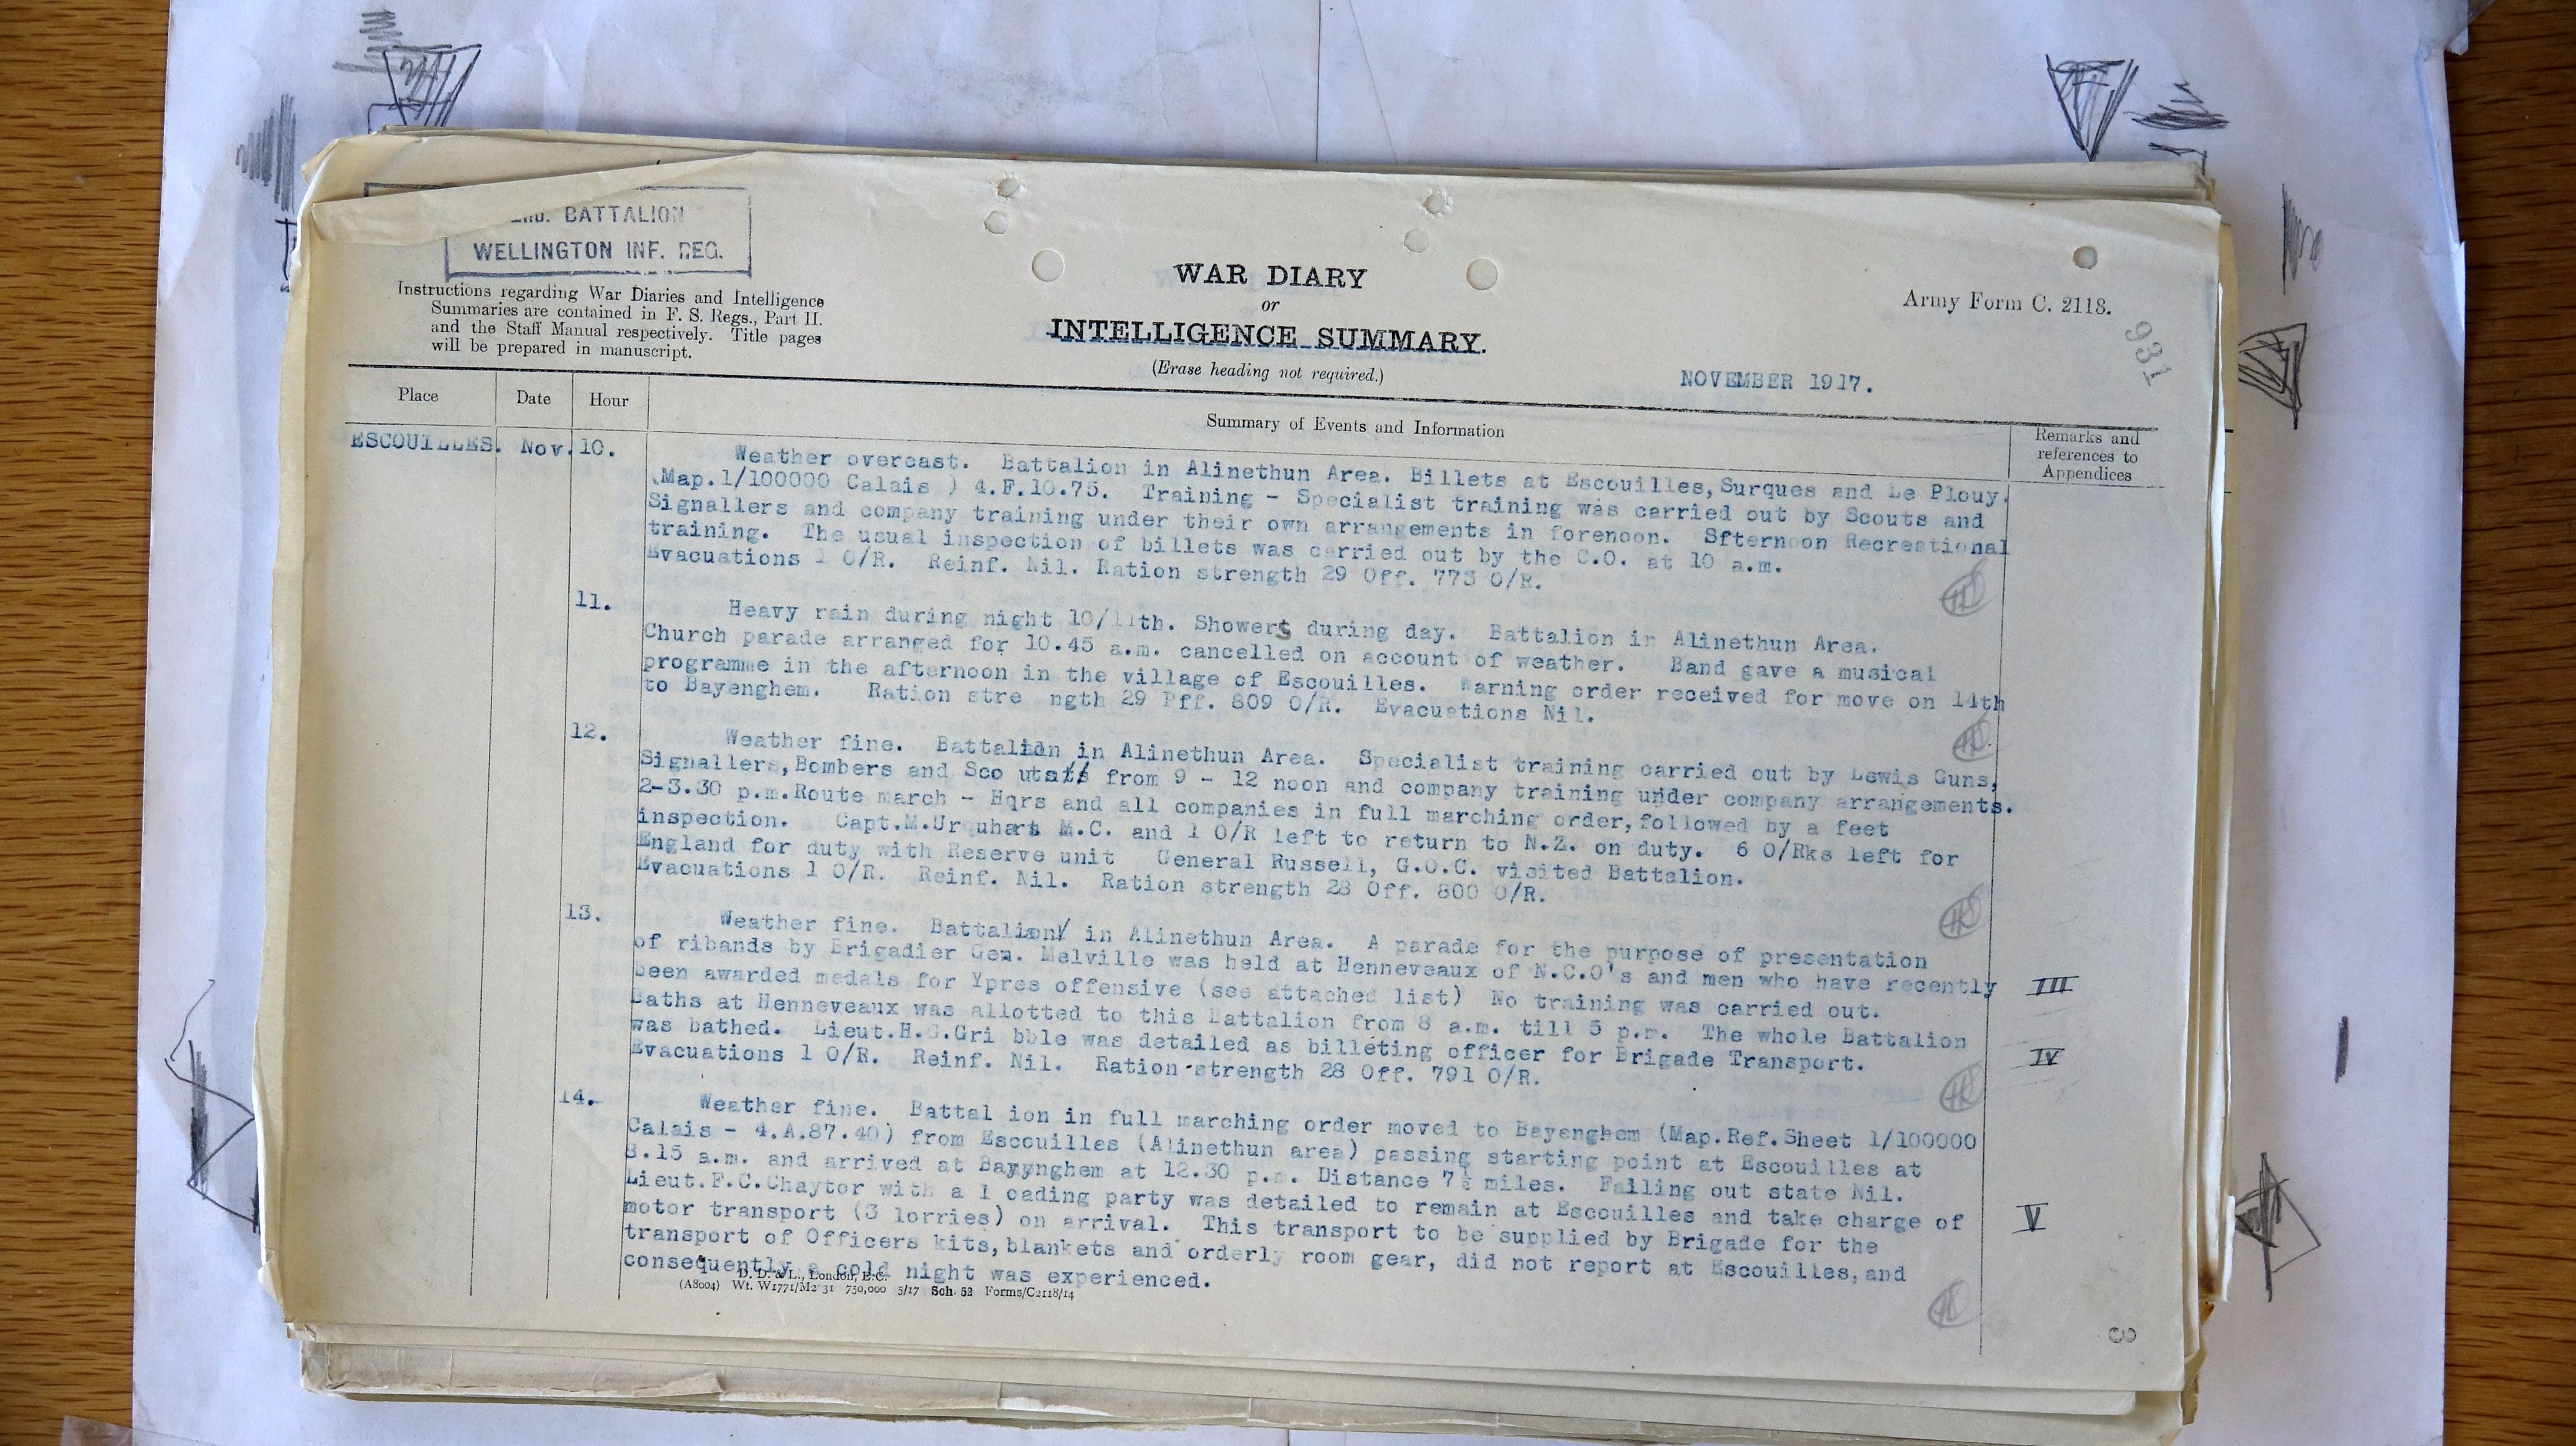 2ND. BATTALION
WELLINGTON INF. REG.
Instructions regarding War Diaries and Intelligence
Summaries are contained in F. S. Regs., Part II.
and the Staff Manual respectively. Title pages
will be prepared in manuscript.
WAR DIARY
or
INTELLIGENCE SUMMARY.
(Erase heading not required.)
Army Form C. 2118.
931
NOVEMBER 1917.
Place Date Hour Summary of Events and Information Remarks and references to Appendices
ESCOUILLES. Nov. 10. Weather overcast. Battalion in Alinethun Area. Billets at Escouilles, Surques and Le Plouy.
(Map.1/100000 Calais ) 4.F.10.75. Training - Specialist training was carried out by Scouts and
Signallers and company training under their own arrangements in forenoon. Sfternoon Recreational
training. The usual inspection of billets was carried out by the C.O. at 10 a.m.
Evacuations 1 O/R. Reinf. Nil. Ration strength 29 Off. 773 O/R.
11. Heavy rain during night 10/11th. Showers during day. Battalion in Alinethun Area.
Church parade arranged for 10.45 a.m. cancelled on account of weather. Band gave a musical
programme in the afternoon in the village of Escouilles. Warning order received for move on 14th
to Bayenghem. Ration stre ngth 29 Pff. 809 O/R. Evacuations Nil.
12. Weather fine. Battalion in Alinethun Area. Specialist training carried out by Lewis Guns,
Signallers, Bombers and Sco uts from 9 - 12 noon and company training under company arrangements.
2-3.30 p.m. Route march - Hqrs and all companies in full marching order, followed by a feet
inspection. Capt.M.Ur quhart M.C. and 1 O/R left to return to N.Z. on duty. 6 O/Rks left for
England for duty with Reserve unit General Russell, G.O.C. visited Battalion.
Evacuations 1 O/R. Reinf. Nil. Ration strength 28 Off. 800 O/R.
13. Weather fine. Battalion in Alinethun Area. A parade for the purpose of presentation
of ribands by Brigadier Gen. Melville was held at Henneveaux of N.C.O's and men who have recently III
been awarded medals for Ypres offensive (see attached list) No training was carried out.
Baths at Henneveaux was allotted to this Battalion from 8 a.m. till 5 p.m. The whole Battalion
was bathed. Lieut.H.G.Gri bble was detailed as billeting officer for Brigade Transport. IV
Evacuations 1 O/R. Reinf. Nil. Ration strength 28 Off. 791 O/R.
14. Weather fine. Battal ion in full marching order moved to Bayenghem (Map.Ref.Sheet 1/100000
Calais - 4.A.87.40) from Escouilles (Alinethun area) passing starting point at Escouilles at
8.15 a.m. and arrived at Bayynghem at 12.30 p.m. Distance 7½ miles. Falling out state Nil.
Lieut.F.C.Chaytor with a l oading party was detailed to remain at Escouilles and take charge of
motor transport (3 lorries) on arrival. This transport to be supplied by Brigade for the V
transport of Officers kits, blankets and orderly room gear, did not report at Escouilles, and
consequently a cold night was experienced.
D. D. & L., London, E.C.
(A8004) Wt. W1771/M2 31 750,000 5/17 Sch. 52 Forms/C2118/14
3